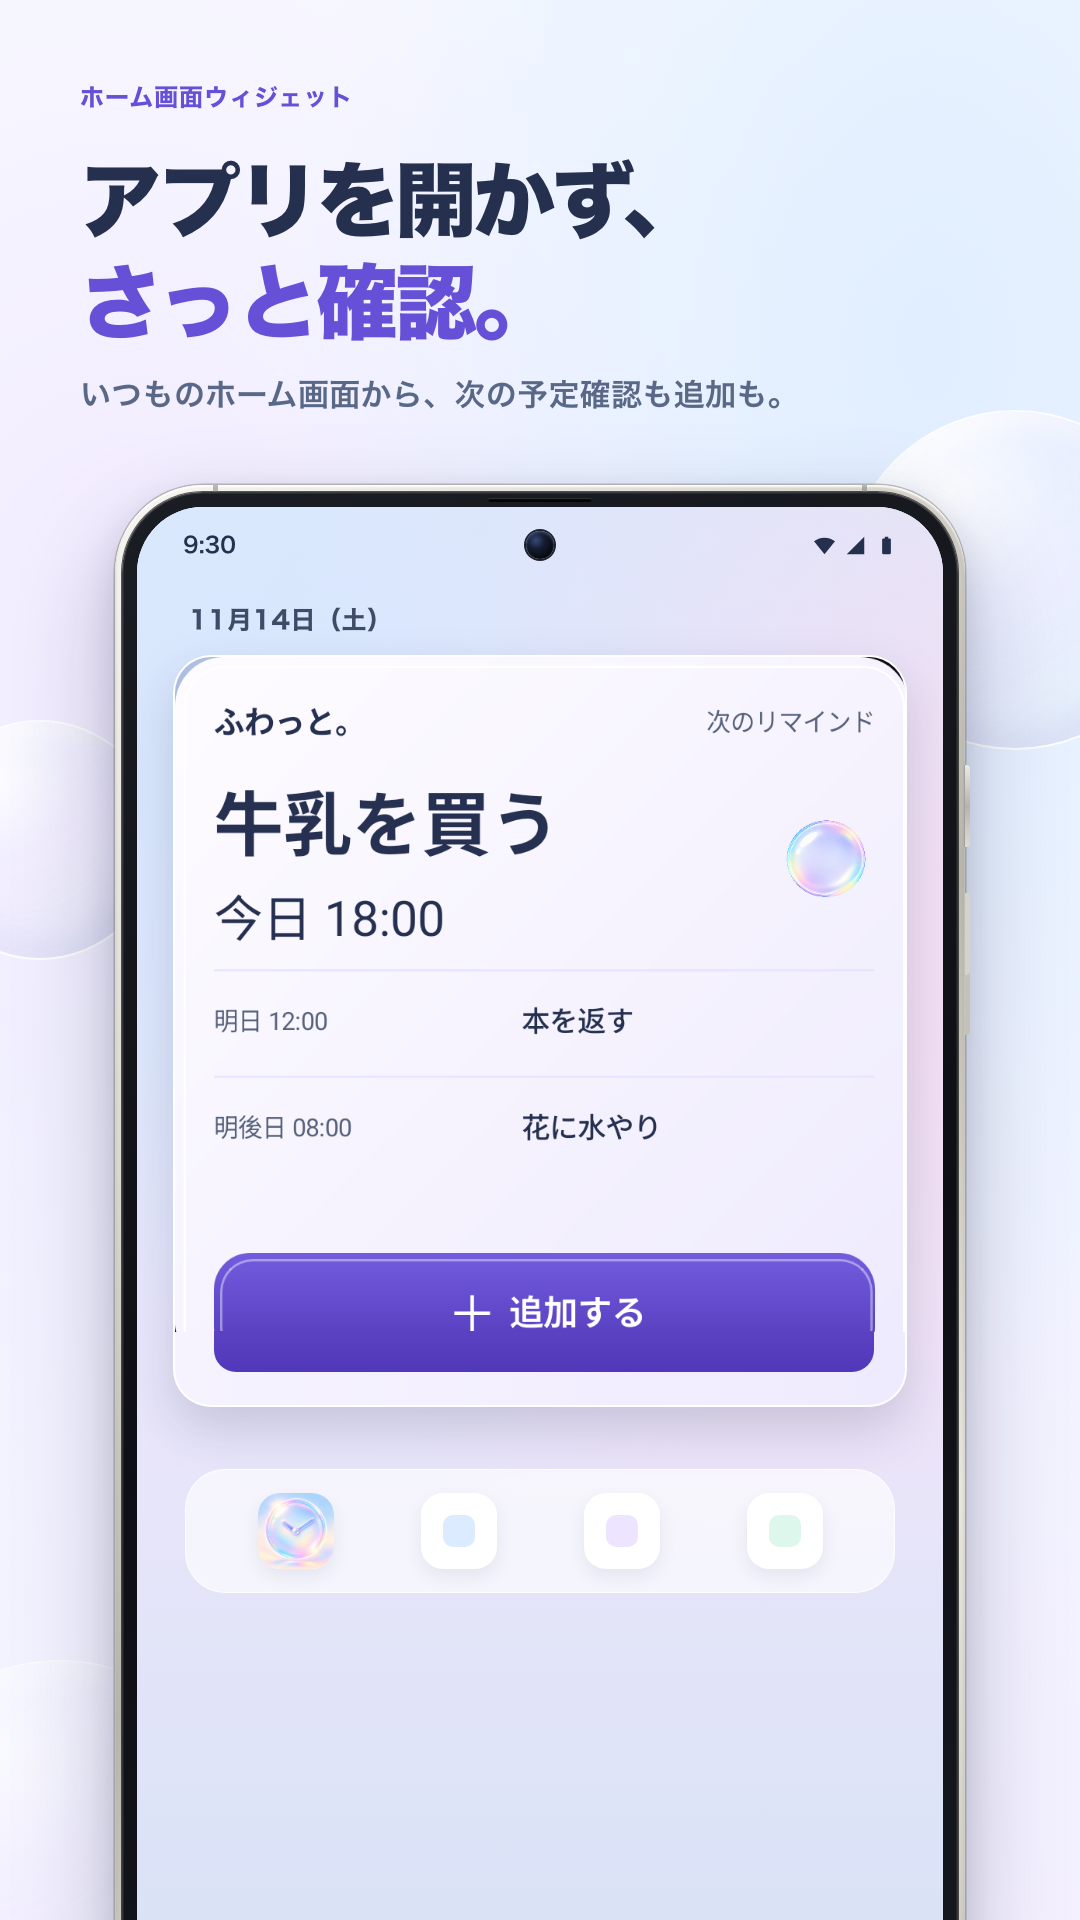 ホーム画面ウィジェット
アプリを開かず、
さっと確認。
いつものホーム画面から、次の予定確認も追加も。
9:30
11月14日（土）
ふわっと。
次のリマインド
牛乳を買う
今日 18:00
明日 12:00
本を返す
明後日 08:00
花に水やり
追加する